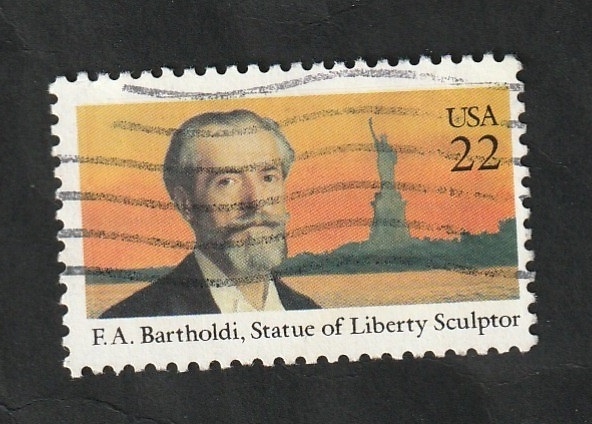 USA
22
F.A. Bartholdi, Statue of Liberty Sculptor